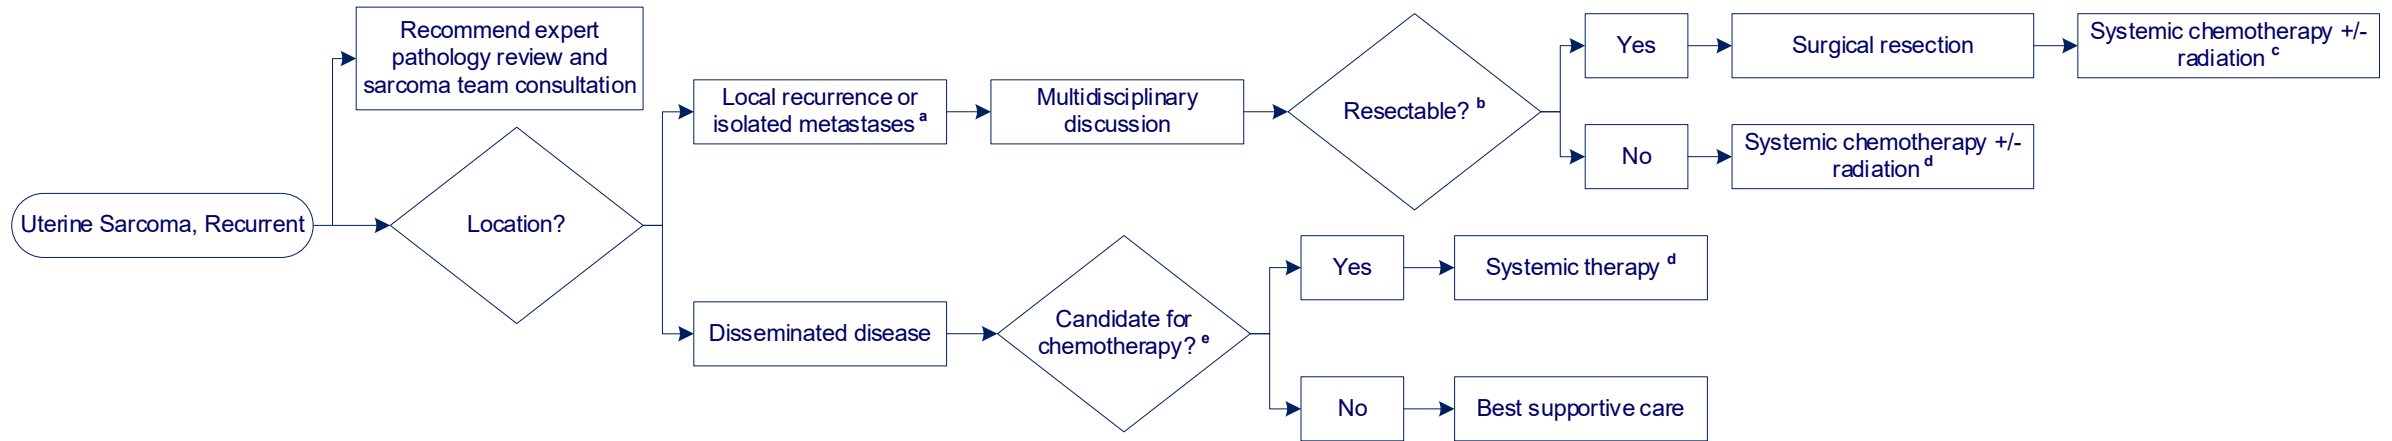 Recommend expert
pathology review and
sarcoma team consultation
Uterine Sarcoma, Recurrent
Location?
Local recurrence or
isolated metastases a
Multidisciplinary
discussion
Resectable? b
Yes
Surgical resection
Systemic chemotherapy +/-
radiation c
No
Systemic chemotherapy +/-
radiation d
Disseminated disease
Candidate for
chemotherapy? e
Yes
Systemic therapy d
No
Best supportive care